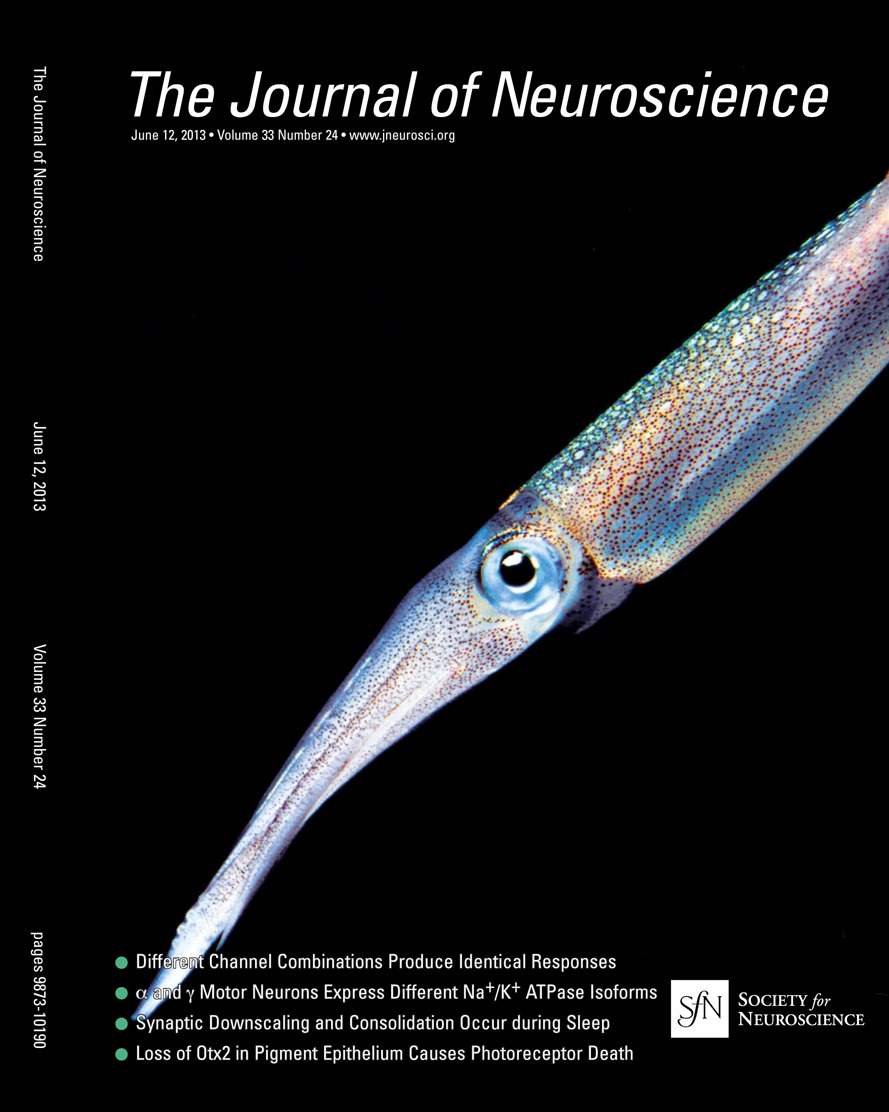 The Journal of Neuroscience
June 12, 2013 • Volume 33 Number 24 • www.jneurosci.org
The Journal of Neuroscience
June 12, 2013
Volume 33 Number 24
pages 9873-10190
● Different Channel Combinations Produce Identical Responses
● α and γ Motor Neurons Express Different Na⁺/K⁺ ATPase Isoforms
● Synaptic Downscaling and Consolidation Occur during Sleep
● Loss of Otx2 in Pigment Epithelium Causes Photoreceptor Death
SfN
SOCIETY for
NEUROSCIENCE